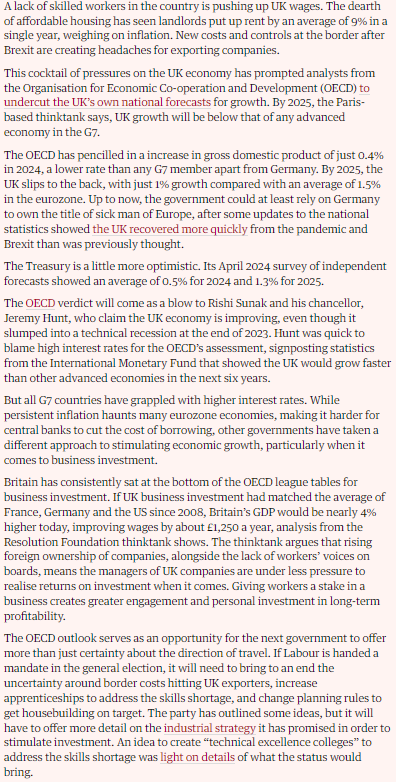 A lack of skilled workers in the country is pushing up UK wages. The dearth
of affordable housing has seen landlords put up rent by an average of 9% in a
single year, weighing on inflation. New costs and controls at the border after
Brexit are creating headaches for exporting companies.
This cocktail of pressures on the UK economy has prompted analysts from
the Organisation for Economic Co-operation and Development (OECD) to
undercut the UK's own national forecasts for growth. By 2025, the Paris-
based thinktank says, UK growth will be below that of any advanced
economy in the G7.
The OECD has pencilled in a increase in gross domestic product of just 0.4%
in 2024, a lower rate than any G7 member apart from Germany. By 2025, the
UK slips to the back, with just 1% growth compared with an average of 1.5%
in the eurozone. Up to now, the government could at least rely on Germany
to own the title of sick man of Europe, after some updates to the national
statistics showed the UK recovered more quickly from the pandemic and
Brexit than was previously thought.
The Treasury is a little more optimistic. Its April 2024 survey of independent
forecasts showed an average of 0.5% for 2024 and 1.3% for 2025.
The OECD verdict will come as a blow to Rishi Sunak and his chancellor,
Jeremy Hunt, who claim the UK economy is improving, even though it
slumped into a technical recession at the end of 2023. Hunt was quick to
blame high interest rates for the OECD's assessment, signposting statistics
from the International Monetary Fund that showed the UK would grow faster
than other advanced economies in the next six years.
But all G7 countries have grappled with higher interest rates. While
persistent inflation haunts many eurozone economies, making it harder for
central banks to cut the cost of borrowing, other governments have taken a
different approach to stimulating economic growth, particularly when it
comes to business investment.
Britain has consistently sat at the bottom of the OECD league tables for
business investment. If UK business investment had matched the average of
France, Germany and the US since 2008, Britain's GDP would be nearly 4%
higher today, improving wages by about £1,250 a year, analysis from the
Resolution Foundation thinktank shows. The thinktank argues that rising
foreign ownership of companies, alongside the lack of workers' voices on
boards, means the managers of UK companies are under less pressure to
realise returns on investment when it comes. Giving workers a stake in a
business creates greater engagement and personal investment in long-term
profitability.
The OECD outlook serves as an opportunity for the next government to offer
more than just certainty about the direction of travel. If Labour is handed a
mandate in the general election, it will need to bring to an end the
uncertainty around border costs hitting UK exporters, increase
apprenticeships to address the skills shortage, and change planning rules to
get housebuilding on target. The party has outlined some ideas, but it will
have to offer more detail on the industrial strategy it has promised in order to
stimulate investment. An idea to create “technical excellence colleges” to
address the skills shortage was light on details of what the status would
bring.